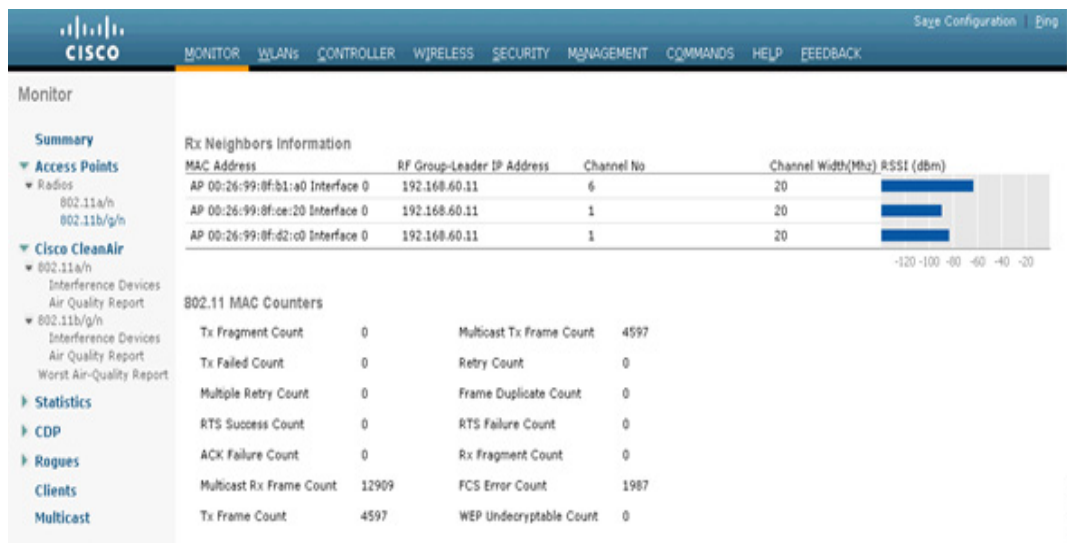 Save Configuration | Ping
CISCO
MONITOR WLANs CONTROLLER WIRELESS SECURITY MANAGEMENT COMMANDS HELP FEEDBACK
Monitor
Summary
Access Points
Radios
802.11a/n
802.11b/g/n
Cisco CleanAir
802.11a/n
Interference Devices
Air Quality Report
802.11b/g/n
Interference Devices
Air Quality Report
Worst Air-Quality Report
Statistics
CDP
Rogues
Clients
Multicast
Rx Neighbors Information
MAC Address RF Group-Leader IP Address Channel No Channel Width(Mhz) RSSI (dBm)
AP 00:26:99:8f:b1:a0 Interface 0 192.168.60.11 6 20
AP 00:26:99:8f:ce:20 Interface 0 192.168.60.11 1 20
AP 00:26:99:8f:d2:c0 Interface 0 192.168.60.11 1 20
-120 -100 -80 -60 -40 -20
802.11 MAC Counters
Tx Fragment Count 0 Multicast Tx Frame Count 4597
Tx Failed Count 0 Retry Count 0
Multiple Retry Count 0 Frame Duplicate Count 0
RTS Success Count 0 RTS Failure Count 0
ACK Failure Count 0 Rx Fragment Count 0
Multicast Rx Frame Count 12909 FCS Error Count 1987
Tx Frame Count 4597 WEP Undecryptable Count 0